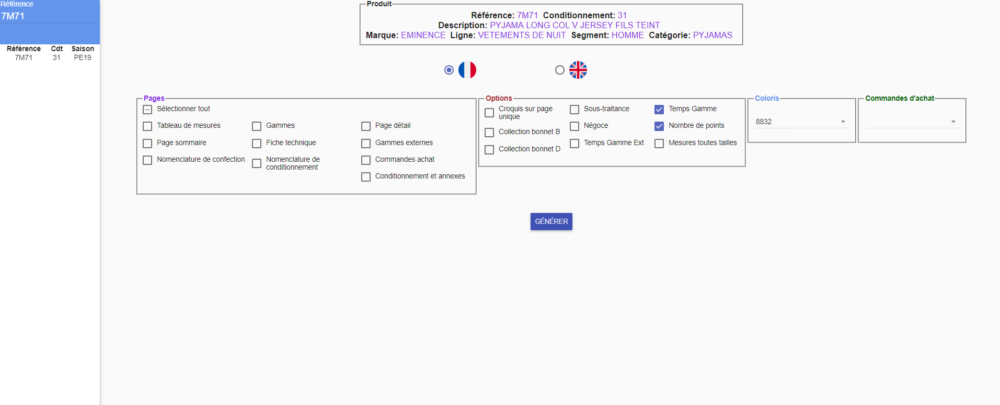 Référence
7M71
Référence Cdt Saison
7M71 31 PE19
Produit
Référence: 7M71 Conditionnement: 31
Description: PYJAMA LONG COL V JERSEY FILS TEINT
Marque: EMINENCE Ligne: VETEMENTS DE NUIT Segment: HOMME Catégorie: PYJAMAS
Pages
Sélectionner tout
Tableau de mesures
Gammes
Page détail
Page sommaire
Fiche technique
Gammes externes
Nomenclature de confection
Nomenclature de
conditionnement
Commandes achat
Conditionnement et annexes
Options
Croquis sur page
unique
Collection bonnet B
Collection bonnet D
Sous-traitance
Négoce
Temps Gamme Ext
Temps Gamme
Nombre de points
Mesures toutes tailles
Coloris
8832
Commandes d'achat
GÉNÉRER